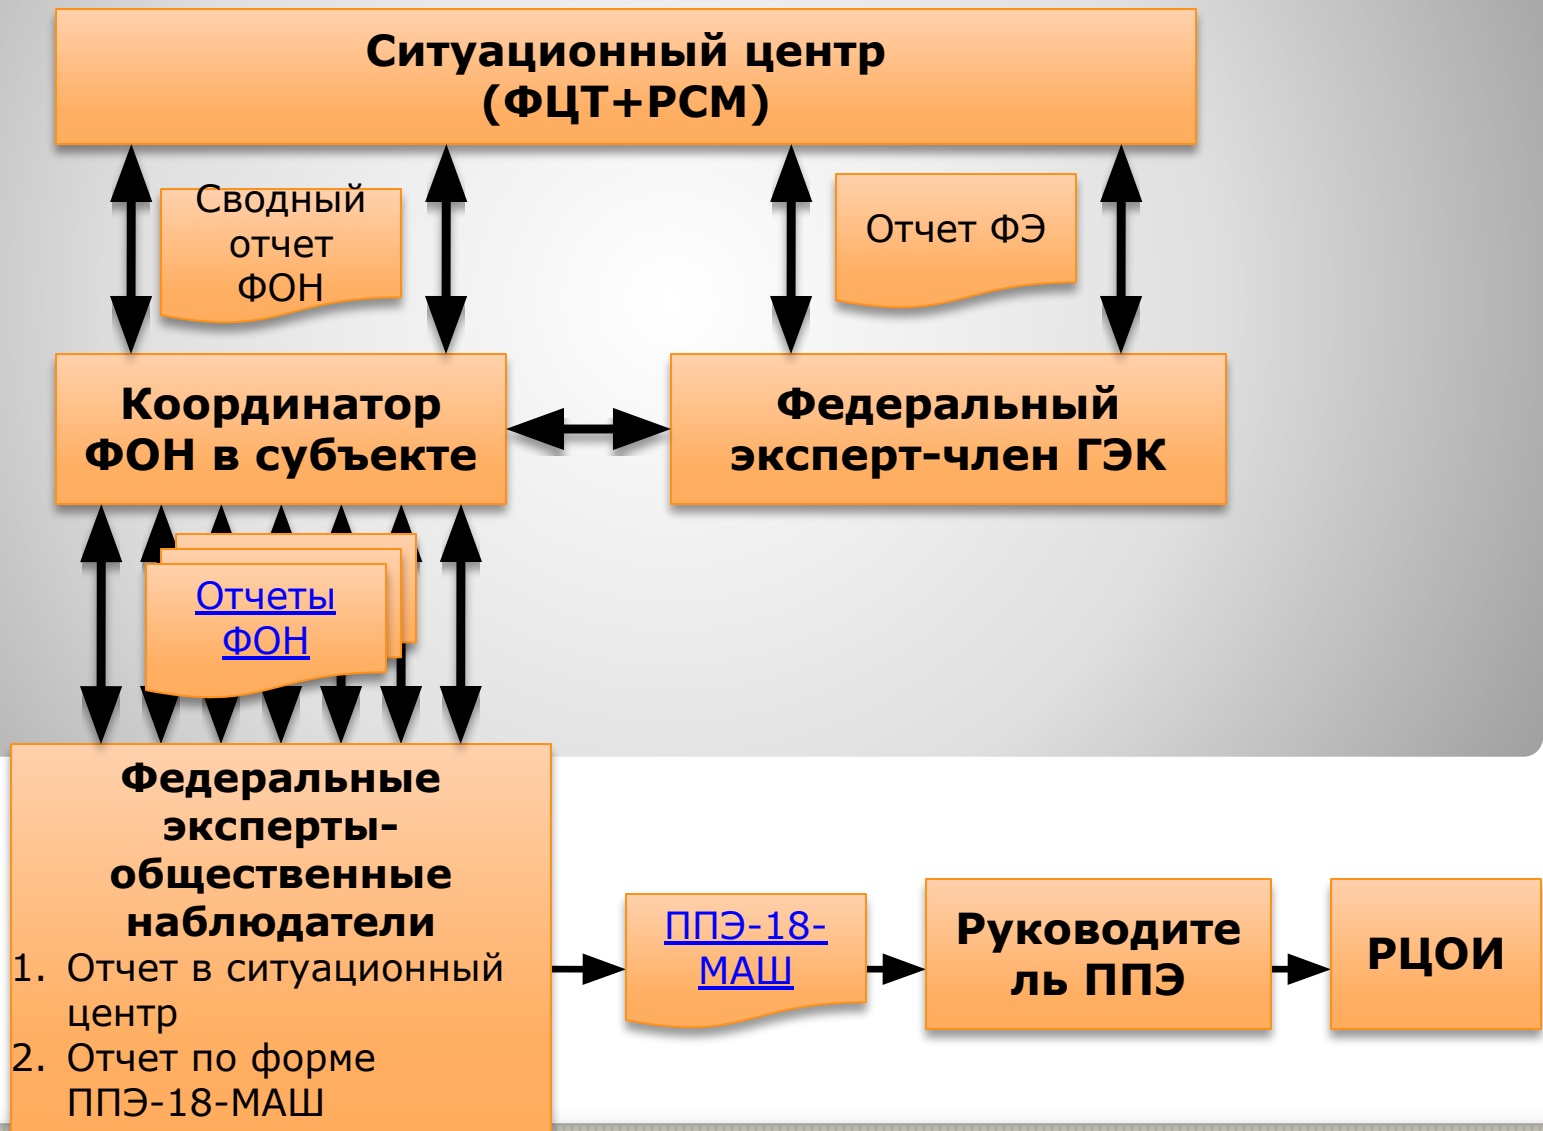 Ситуационный центр
(ФЦТ+РСМ)
Сводный
отчет
ФОН
Отчет ФЭ
Координатор
ФОН в субъекте
Федеральный
эксперт-член ГЭК
Отчеты
ФОН
Федеральные
эксперты-
общественные
наблюдатели
1. Отчет в ситуационный
центр
2. Отчет по форме
ППЭ-18-МАШ
ППЭ-18-
МАШ
Руководите
ль ППЭ
РЦОИ